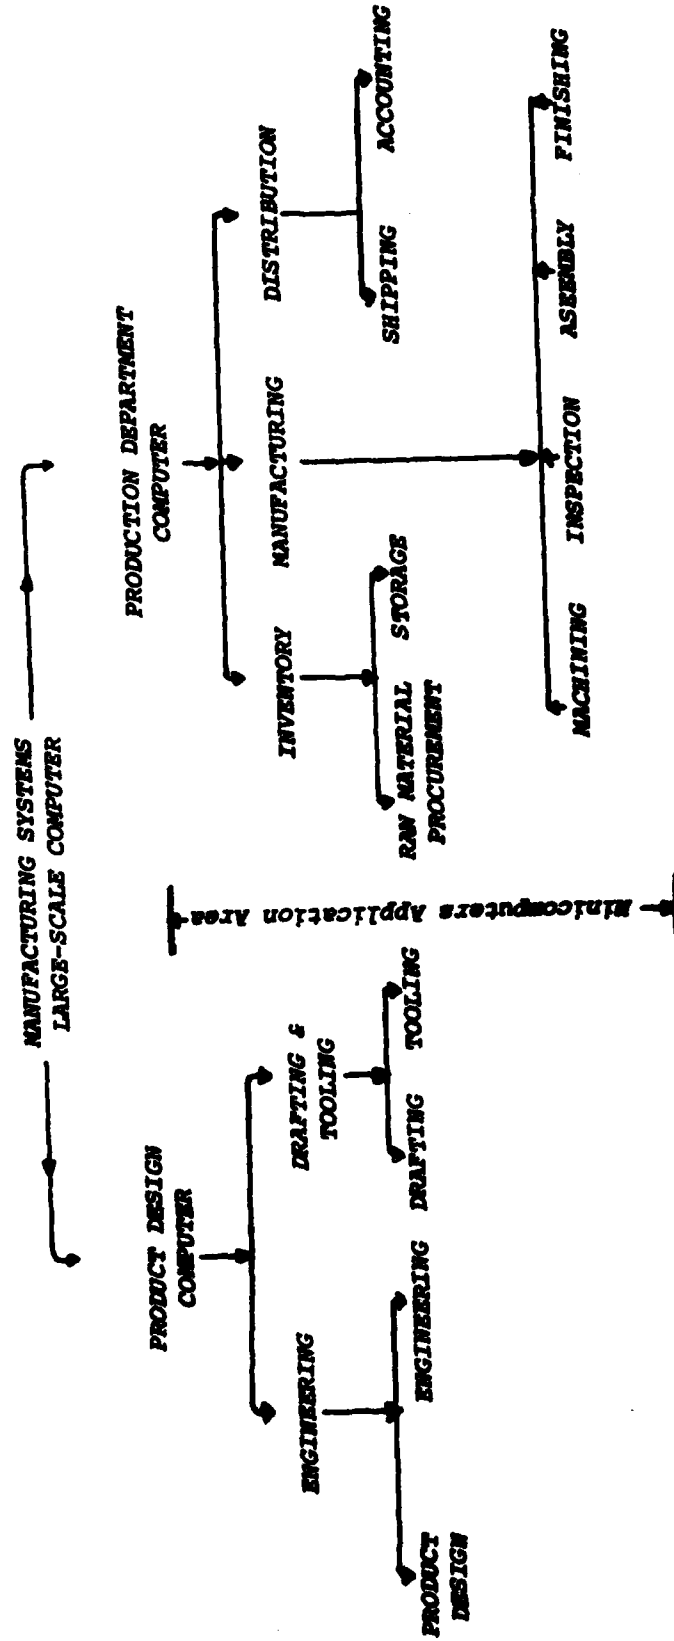 MANUFACTURING SYSTEMS
LARGE-SCALE COMPUTER
PRODUCT DESIGN
COMPUTER
PRODUCTION DEPARTMENT
COMPUTER
ENGINEERING
DRAFTING &
TOOLING
INVENTORY
MANUFACTURING
DISTRIBUTION
PRODUCT
DESIGN
ENGINEERING
DRAFTING
TOOLING
Minicomputers Application Area
RAW MATERIAL
PROCUREMENT
STORAGE
SHIPPING
ACCOUNTING
MACHINING
INSPECTION
ASEMBLY
FINISHING